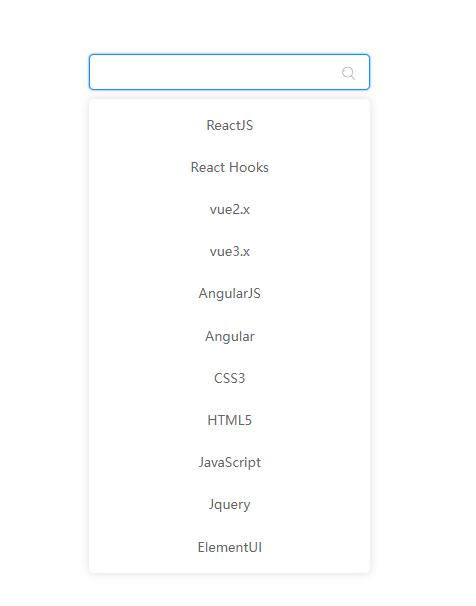 ReactJS
React Hooks
vue2.x
vue3.x
AngularJS
Angular
CSS3
HTML5
JavaScript
Jquery
ElementUI